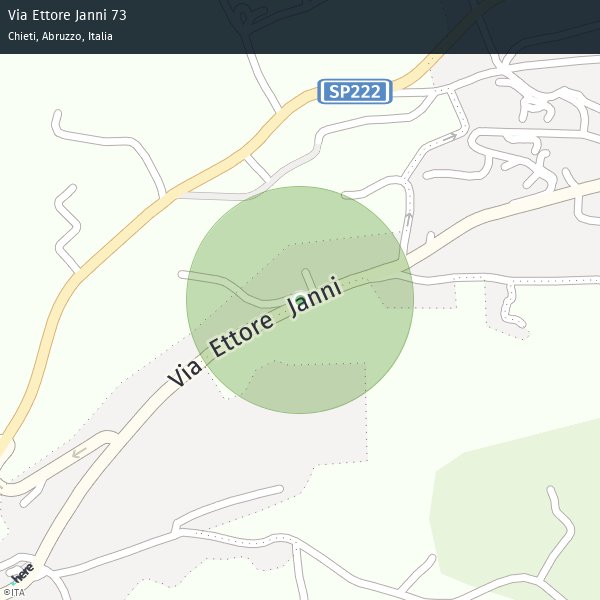 Via Ettore Janni 73
Chieti, Abruzzo, Italia
SP222
Via Ettore Janni
here
©ITA